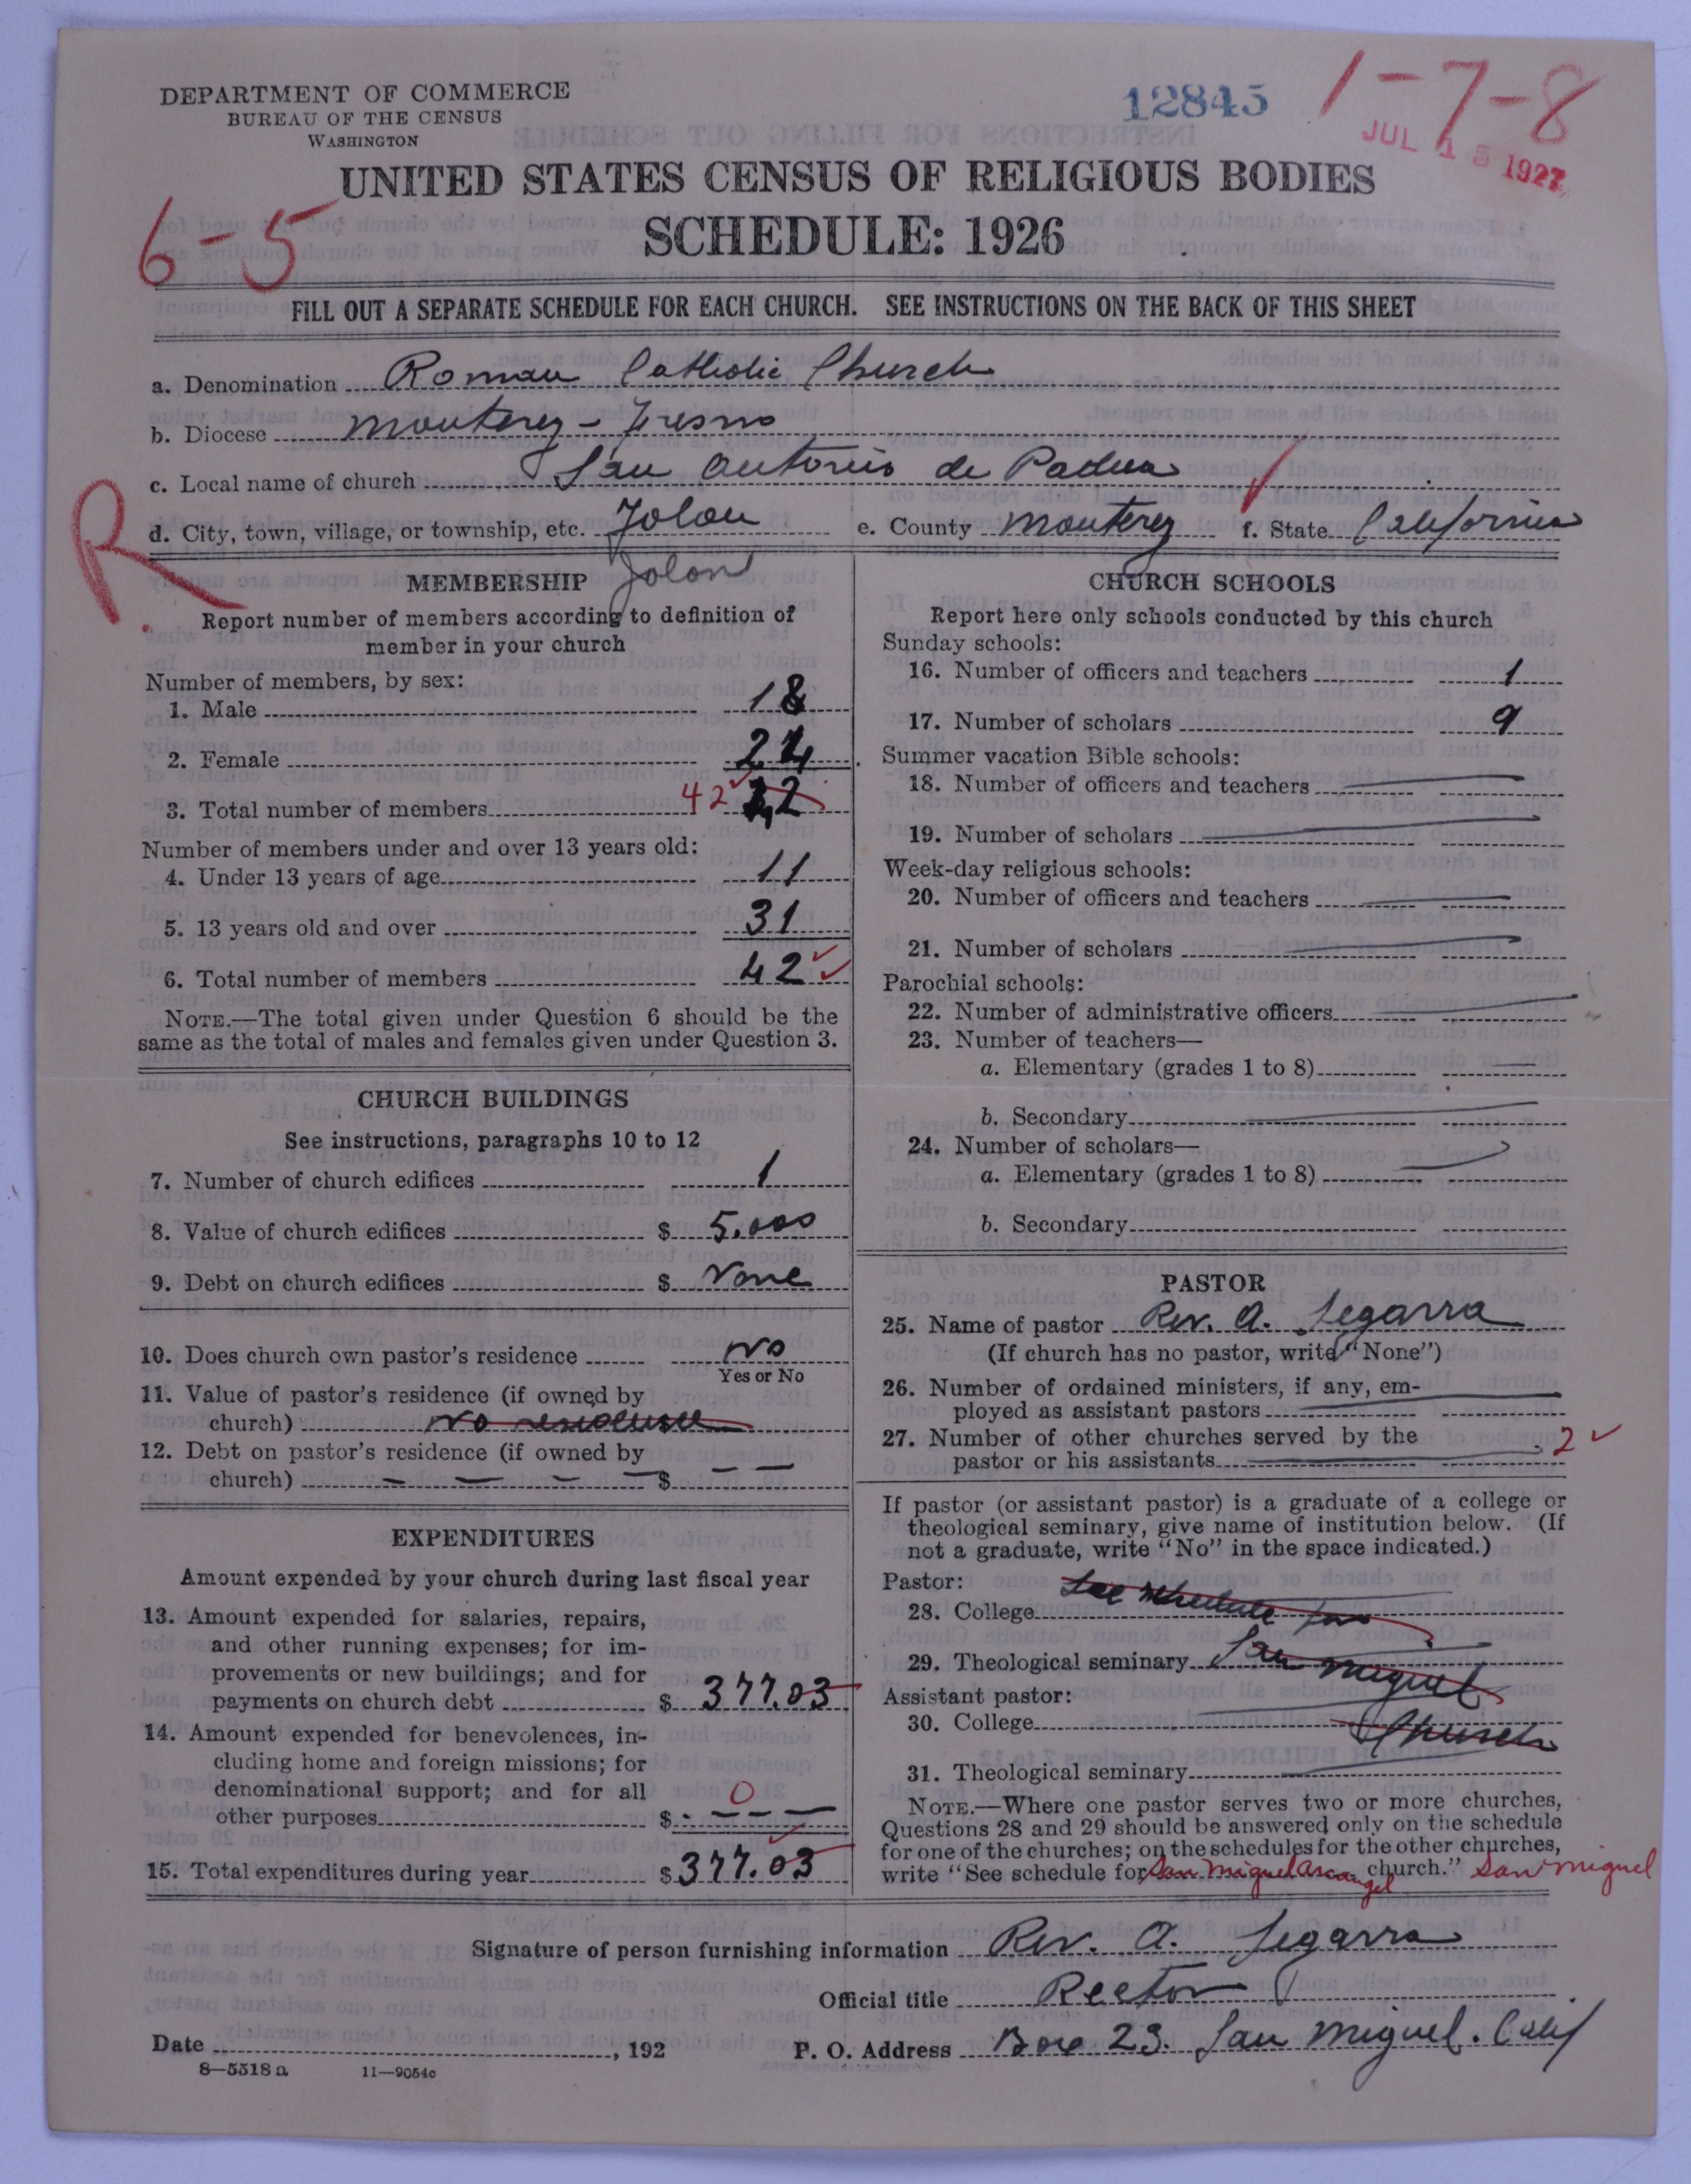 DEPARTMENT OF COMMERCE
BUREAU OF THE CENSUS
WASHINGTON
12845
1-7-8
JUL 15 1927
UNITED STATES CENSUS OF RELIGIOUS BODIES
SCHEDULE: 1926
6-5
FILL OUT A SEPARATE SCHEDULE FOR EACH CHURCH. SEE INSTRUCTIONS ON THE BACK OF THIS SHEET
a. Denomination Roman Catholic Church
b. Diocese Monterey - Fresno
c. Local name of church San Antonio de Padua
R
d. City, town, village, or township, etc. Jolon e. County Monterey f. State California
Jolon
MEMBERSHIP
Report number of members according to definition of
member in your church
Number of members, by sex:
1. Male 18
2. Female 24
3. Total number of members 42
Number of members under and over 13 years old:
4. Under 13 years of age 11
5. 13 years old and over 31
6. Total number of members 42
NOTE.—The total given under Question 6 should be the
same as the total of males and females given under Question 3.
CHURCH BUILDINGS
See instructions, paragraphs 10 to 12
7. Number of church edifices 1
8. Value of church edifices $ 5.000
9. Debt on church edifices $ None
10. Does church own pastor's residence No
Yes or No
11. Value of pastor's residence (if owned by
church) No residence
12. Debt on pastor's residence (if owned by
church) — — — — $ — —
EXPENDITURES
Amount expended by your church during last fiscal year
13. Amount expended for salaries, repairs,
and other running expenses; for im-
provements or new buildings; and for
payments on church debt $ 377.03
14. Amount expended for benevolences, in-
cluding home and foreign missions; for
denominational support; and for all
other purposes $ - — — — 0
15. Total expenditures during year $ 377.03
CHURCH SCHOOLS
Report here only schools conducted by this church
Sunday schools:
16. Number of officers and teachers 1
17. Number of scholars 9
Summer vacation Bible schools:
18. Number of officers and teachers
19. Number of scholars
Week-day religious schools:
20. Number of officers and teachers
21. Number of scholars
Parochial schools:
22. Number of administrative officers
23. Number of teachers—
a. Elementary (grades 1 to 8)
b. Secondary
24. Number of scholars—
a. Elementary (grades 1 to 8)
b. Secondary
PASTOR
25. Name of pastor Rev. A. Segarra
(If church has no pastor, write "None")
26. Number of ordained ministers, if any, em-
ployed as assistant pastors
27. Number of other churches served by the
pastor or his assistants 2
If pastor (or assistant pastor) is a graduate of a college or
theological seminary, give name of institution below. (If
not a graduate, write "No" in the space indicated.)
Pastor:
28. College See schedule for
29. Theological seminary San Miguel
Assistant pastor:
30. College Church
31. Theological seminary
NOTE.—Where one pastor serves two or more churches,
Questions 28 and 29 should be answered only on the schedule
for one of the churches; on the schedules for the other churches,
write "See schedule for San Miguel Arcangel church." San Miguel
Signature of person furnishing information Rev. A. Segarra
Official title Rector
Date , 192 P. O. Address Box 23. San Miguel. Calif
8—5518 a 11—9054c